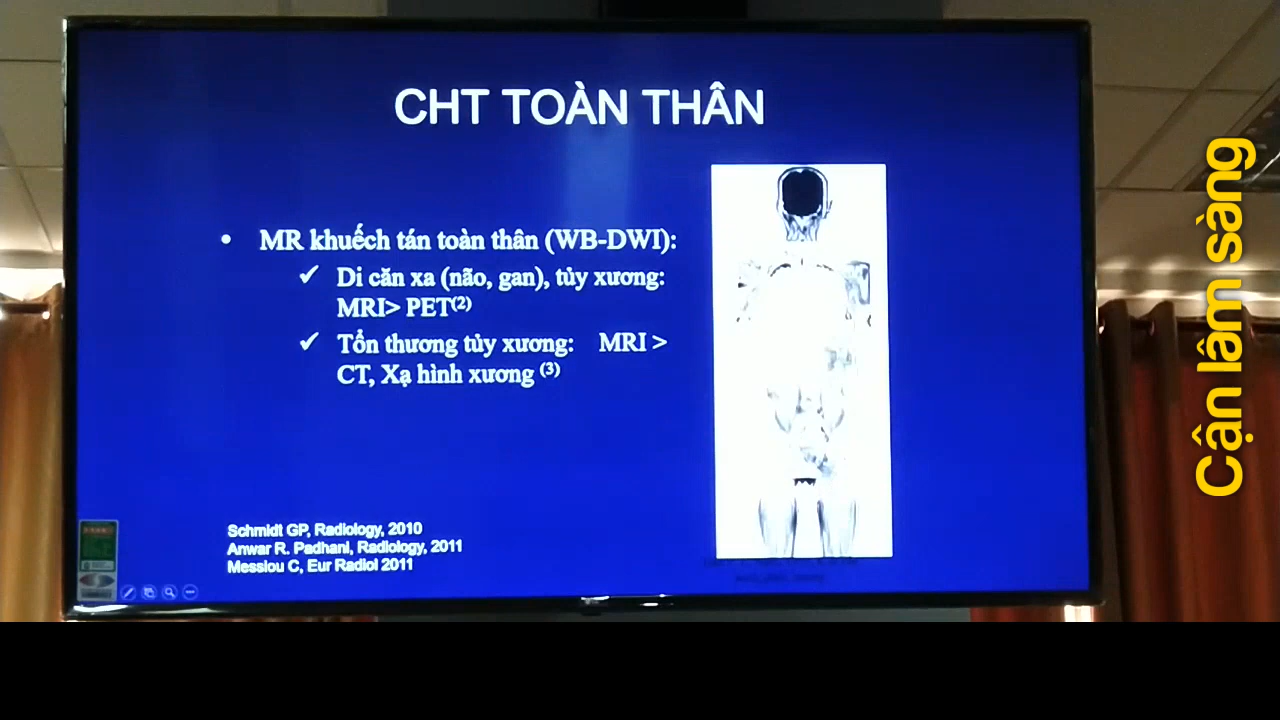 CHT TOÀN THÂN
• MR khuếch tán toàn thân (WB-DWI):
✓ Di căn xa (não, gan), tủy xương:
MRI> PET(2)
✓ Tổn thương tủy xương: MRI >
CT, Xạ hình xương (3)
Schmidt GP, Radiology, 2010
Anwar R. Padhani, Radiology, 2011
Messiou C, Eur Radiol 2011
Cận lâm sàng